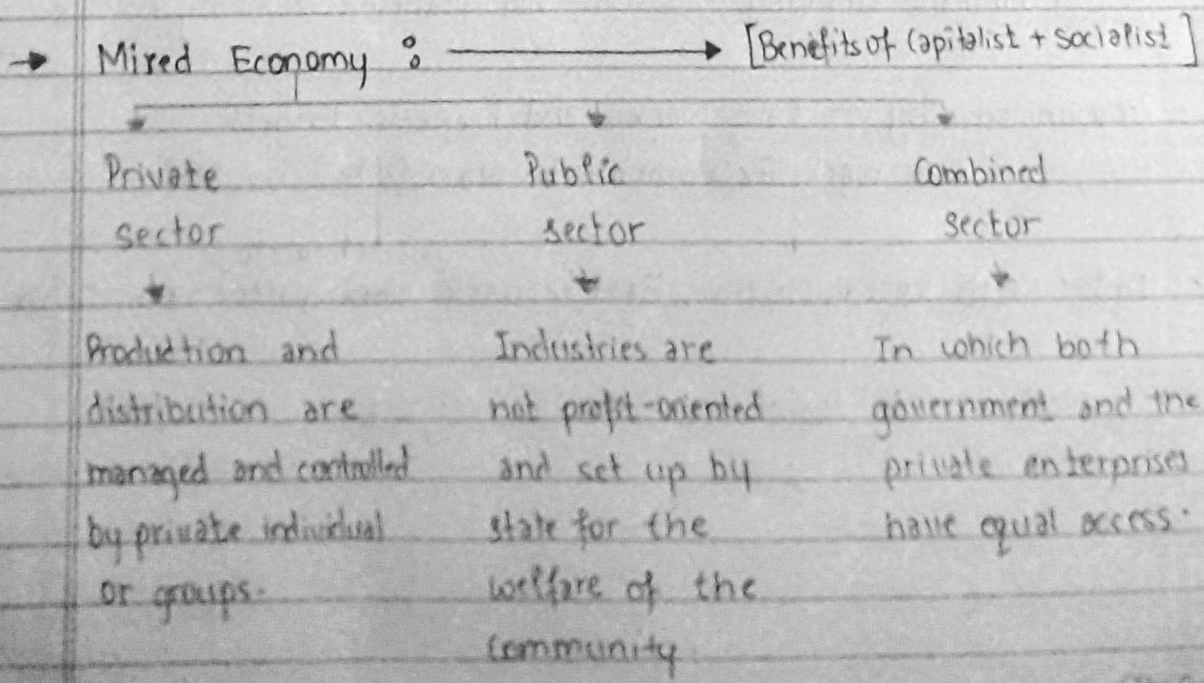 → Mixed Economy : → [Benefits of Capitalist + Socialist]
Private
sector
Production and
distribution are
managed and controlled
by private individual
or groups.
Public
sector
Industries are
not profit-oriented
and set up by
state for the
welfare of the
community
Combined
sector
In which both
government and the
private enterprises
have equal access.